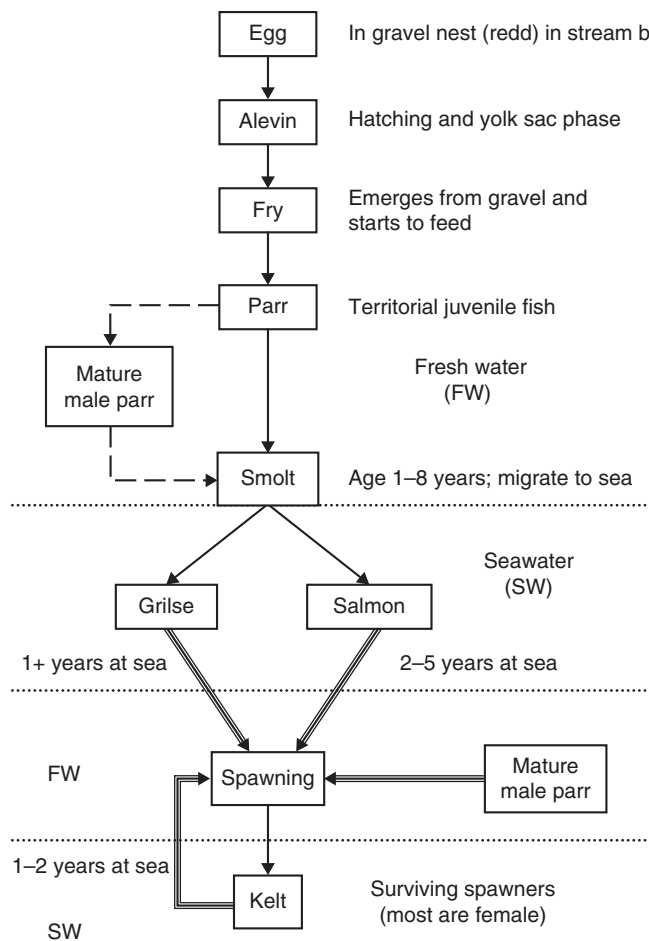 Egg
In gravel nest (redd) in stream b
Alevin
Hatching and yolk sac phase
Fry
Emerges from gravel and
starts to feed
Parr
Territorial juvenile fish
Mature
male parr
Fresh water
(FW)
Smolt
Age 1–8 years; migrate to sea
Seawater
(SW)
Grilse
Salmon
1+ years at sea
2–5 years at sea
FW
Spawning
Mature
male parr
1–2 years at sea
Kelt
Surviving spawners
(most are female)
SW